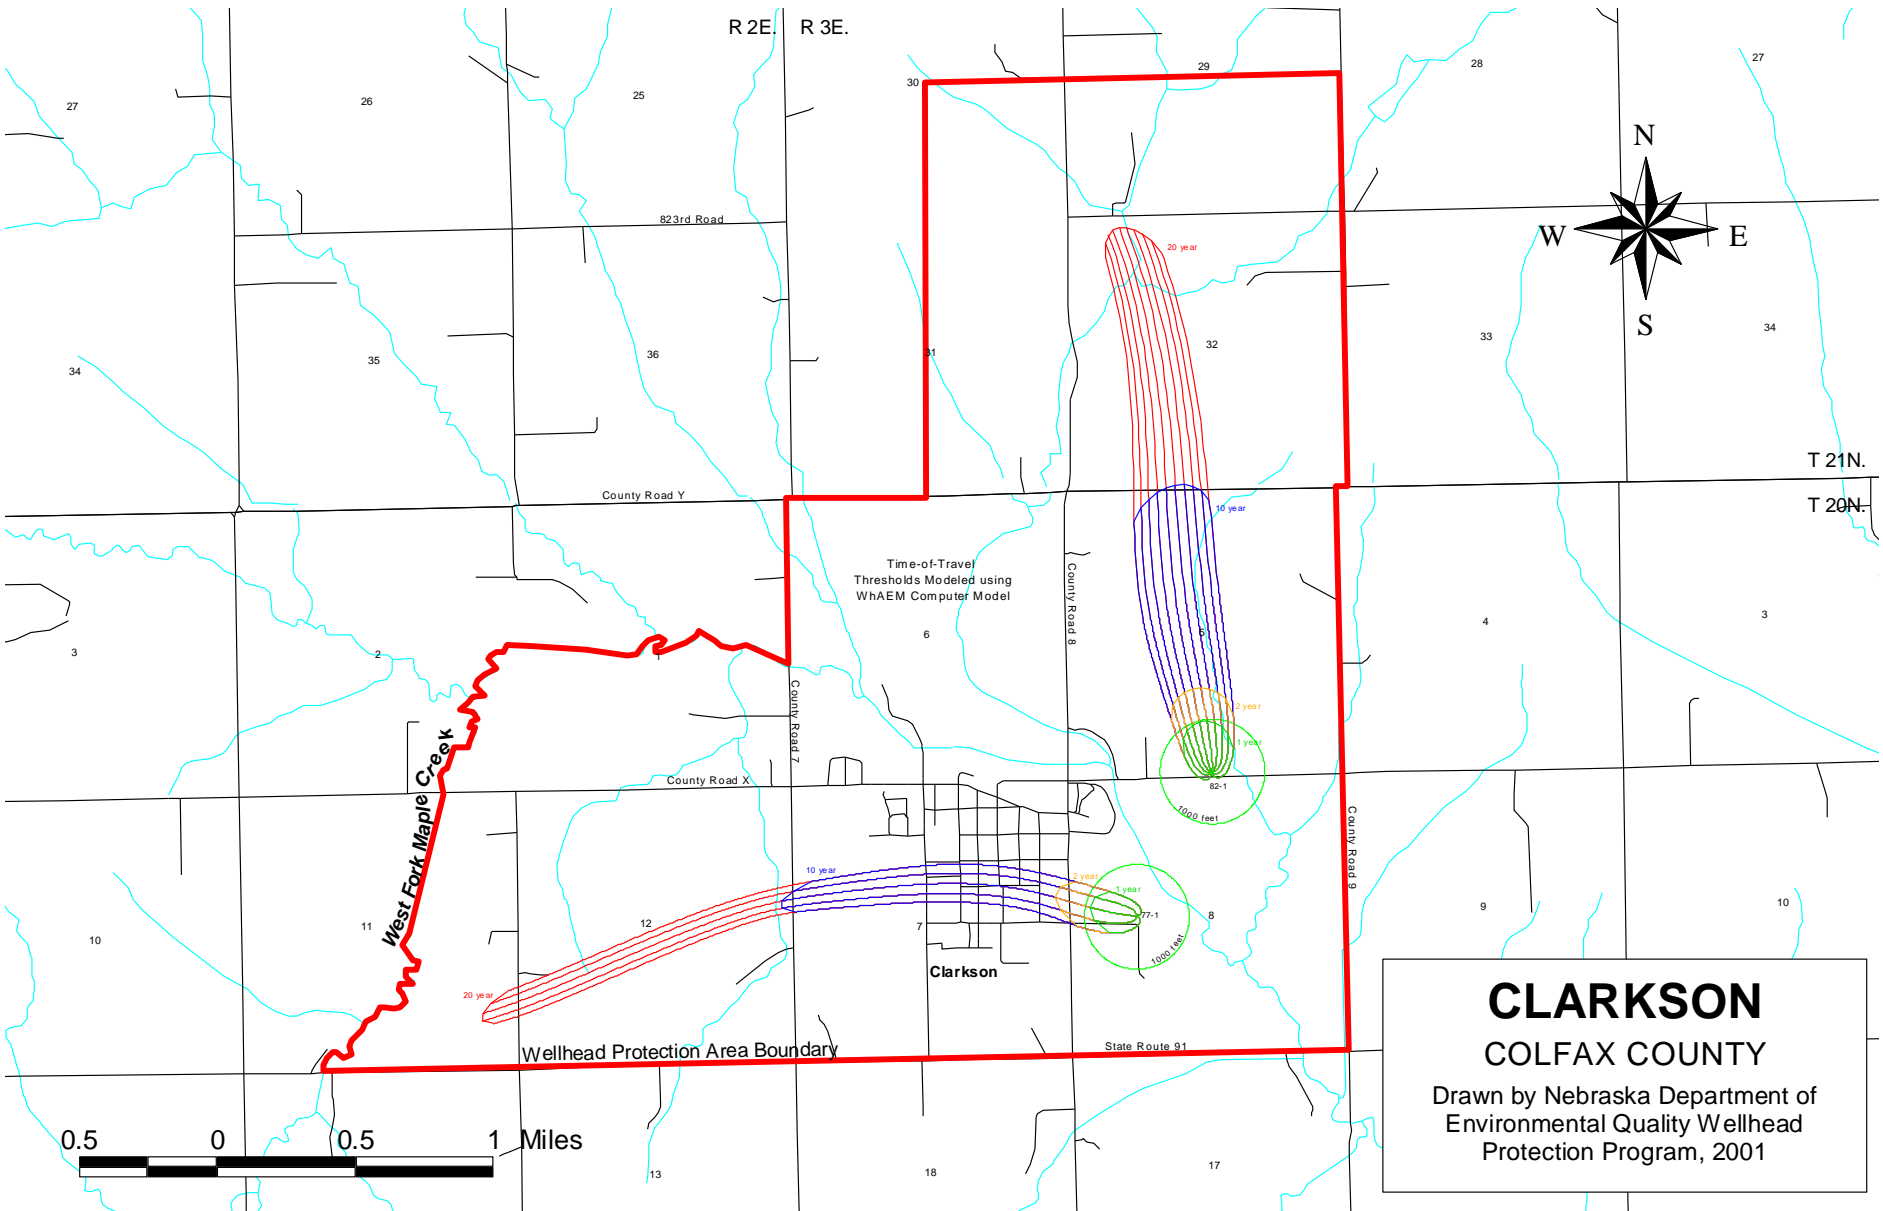 R 2E. R 3E.
30
29
28
27
27
26
25
N
W E
S
823rd Road
20 year
34
35
36
31
32
33
34
T 21N.
County Road Y
T 20N.
10 year
Time-of-Travel
Thresholds Modeled using
WhAEM Computer Model
County Road 8
3
2
1
6
5
4
3
County Road 7
2 year
1 year
West Fork Maple Creek
County Road X
82-1
1000 feet
County Road 9
10 year
2 year
1 year
77-1
1000 feet
10
11
12
7
8
9
10
Clarkson
20 year
Wellhead Protection Area Boundary
State Route 91
CLARKSON
COLFAX COUNTY
Drawn by Nebraska Department of
Environmental Quality Wellhead
Protection Program, 2001
0.5 0 0.5 1 Miles
13
18
17